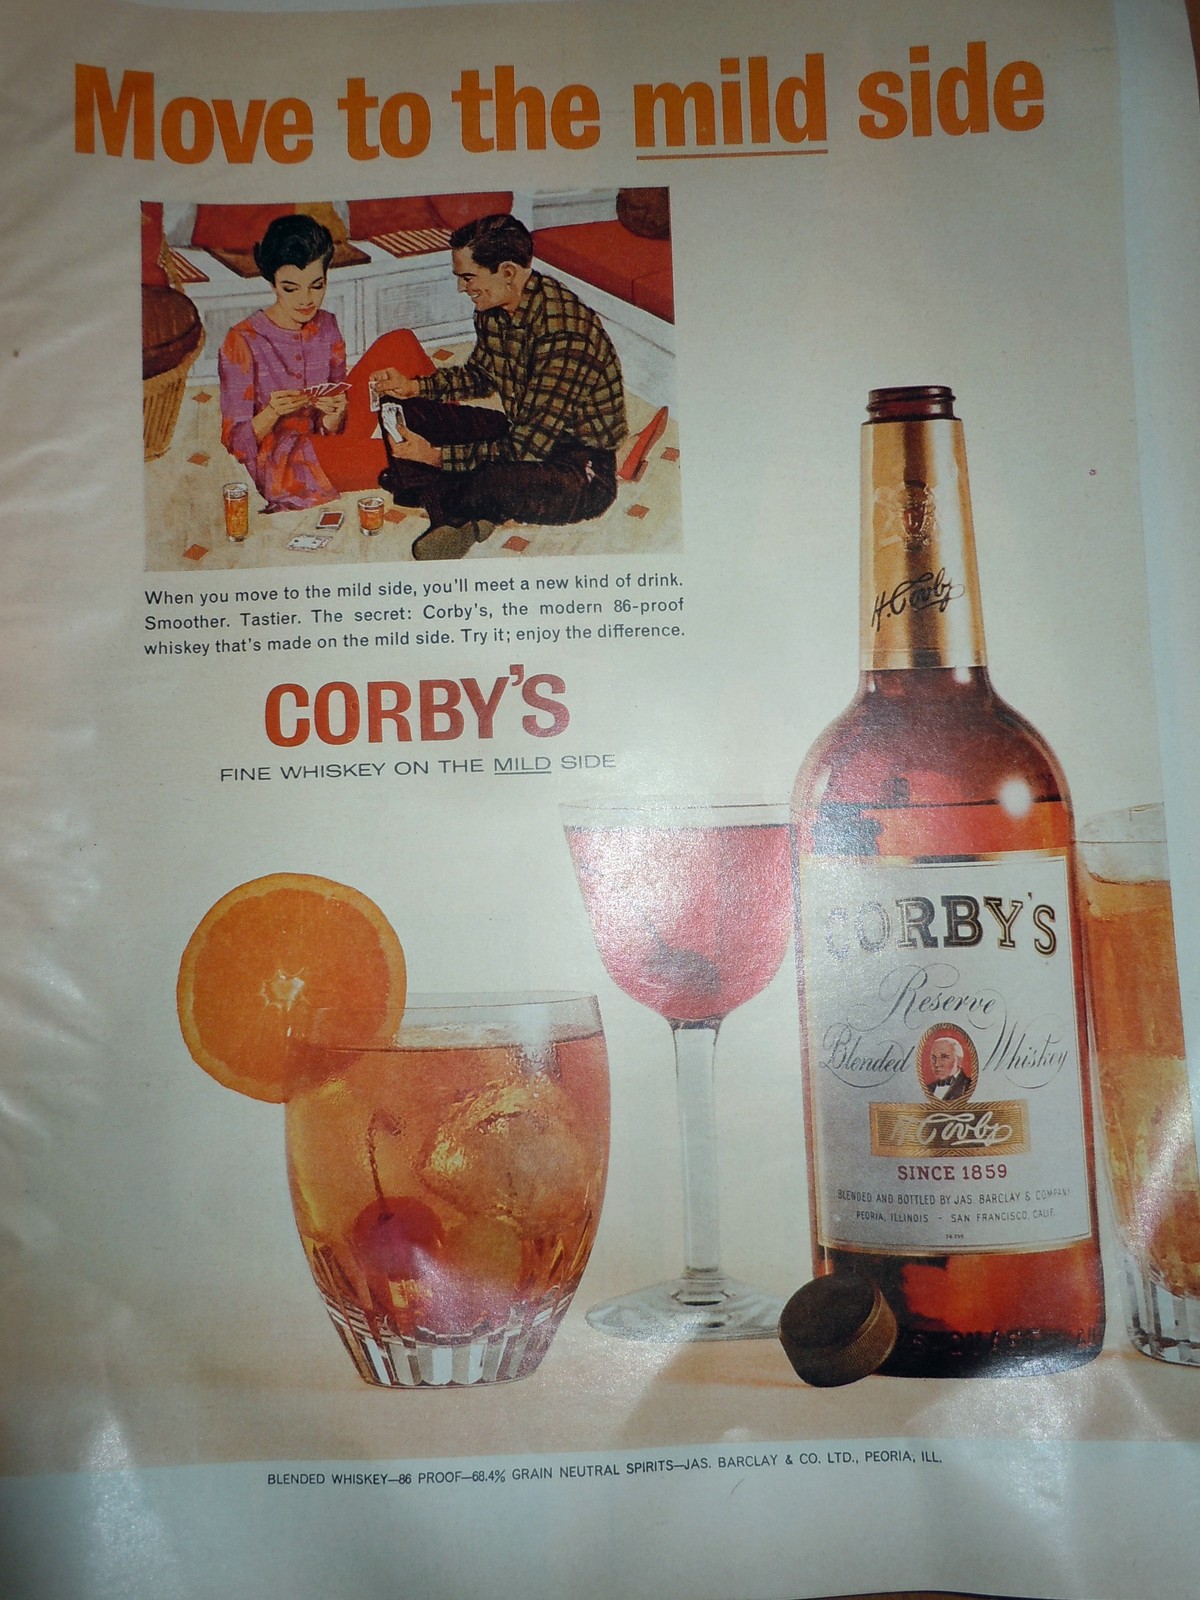 Move to the mild side
When you move to the mild side, you'll meet a new kind of drink.
Smoother. Tastier. The secret: Corby's, the modern 86-proof
whiskey that's made on the mild side. Try it; enjoy the difference.
CORBY'S
FINE WHISKEY ON THE MILD SIDE
H. Corby
CORBY'S
Reserve
Blended Whiskey
H. Corby
SINCE 1859
BLENDED AND BOTTLED BY JAS. BARCLAY & COMPANY
PEORIA, ILLINOIS - SAN FRANCISCO, CALIF.
BLENDED WHISKEY—86 PROOF—68.4% GRAIN NEUTRAL SPIRITS—JAS. BARCLAY & CO. LTD., PEORIA, ILL.